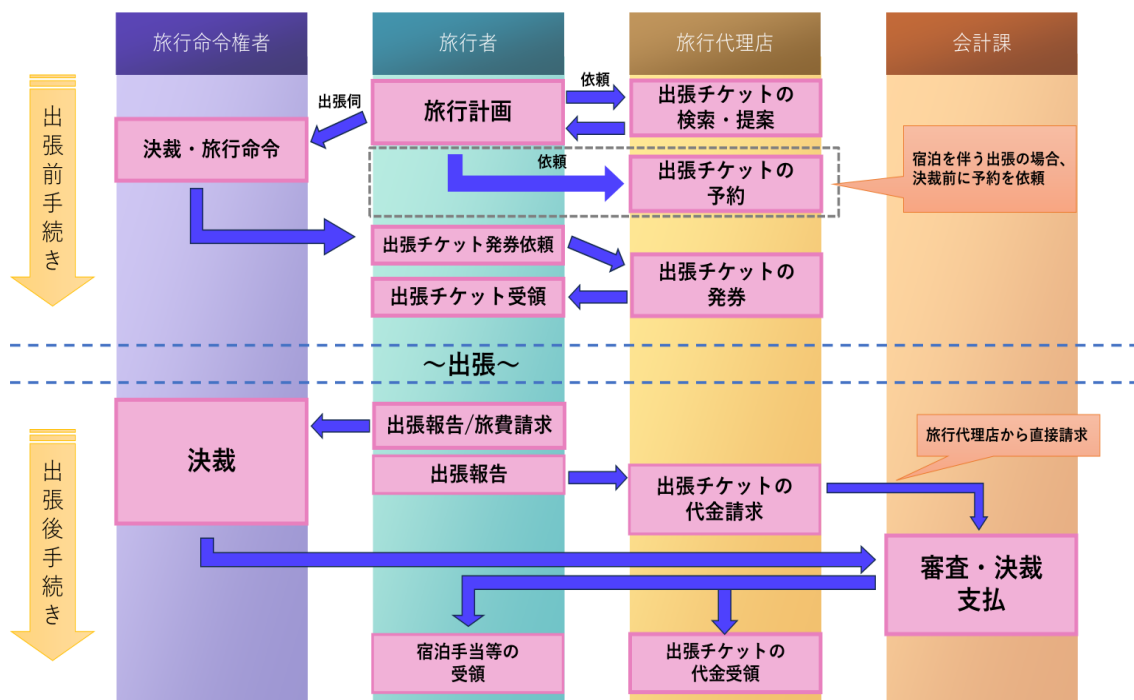 旅行命令権者
旅行者
旅行代理店
会計課
出張前手続き
依頼
出張伺
旅行計画
出張チケットの
検索・提案
決裁・旅行命令
依頼
出張チケットの
予約
宿泊を伴う出張の場合、
決裁前に予約を依頼
出張チケット発券依頼
出張チケットの
発券
出張チケット受領
～出張～
出張後手続き
決裁
出張報告/旅費請求
旅行代理店から直接請求
出張報告
出張チケットの
代金請求
審査・決裁
支払
宿泊手当等の
受領
出張チケットの
代金受領